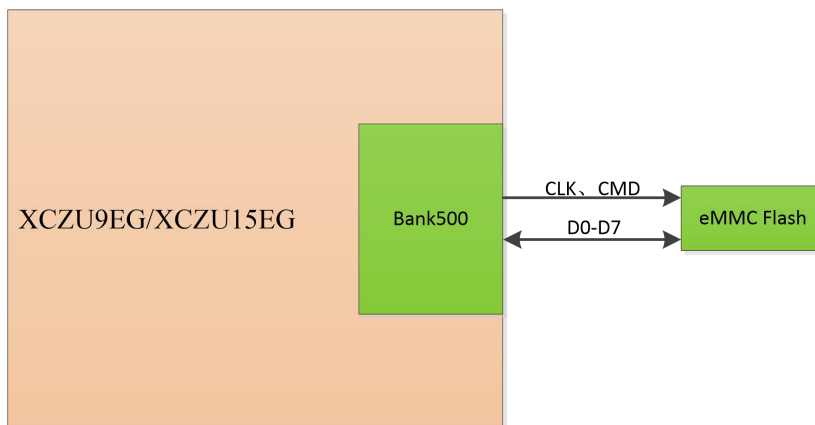 CLK、CMD
XCZU9EG/XCZU15EG
Bank500
eMMC Flash
D0-D7